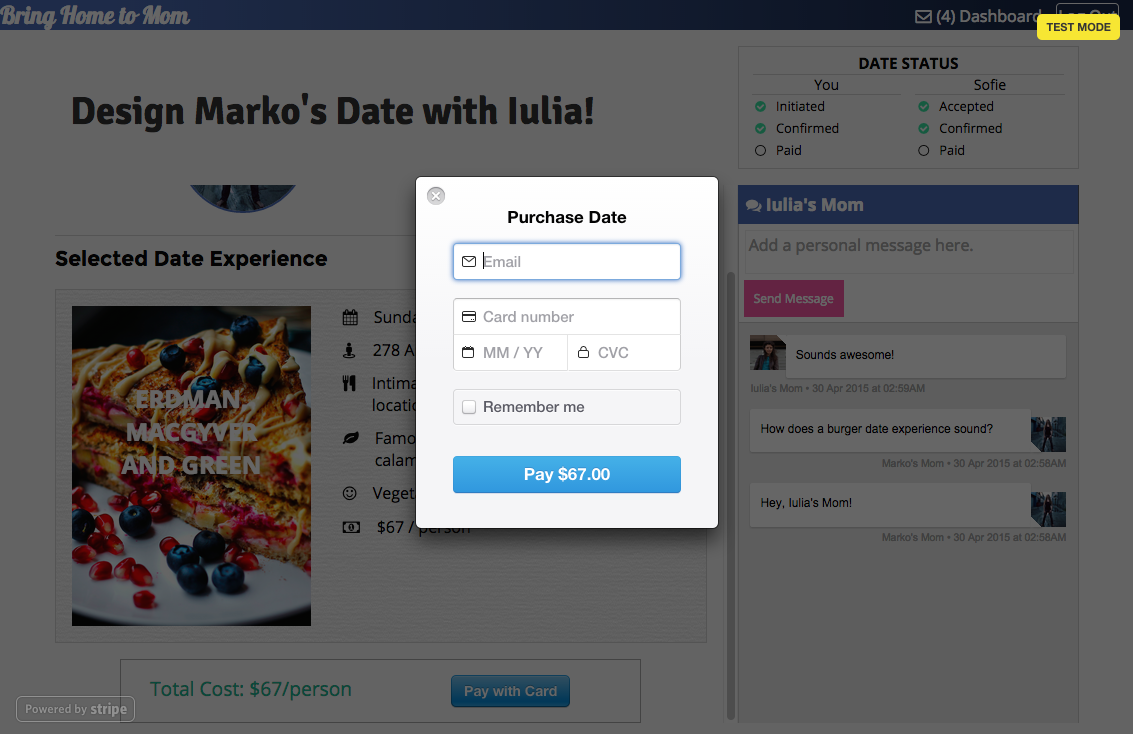 Bring Home to Mom
(4) Dashboard
TEST MODE
Design Marko's Date with Iulia!
DATE STATUS
You
Sofie
Initiated
Accepted
Confirmed
Confirmed
Paid
Paid
Selected Date Experience
ERDMAN,
MACGYVER
AND GREEN
Sunda
278 A
Intima
locatio
Famo
calam
Veget
$67 / person
Total Cost: $67/person
Pay with Card
Powered by stripe
Purchase Date
Email
Card number
MM / YY
CVC
Remember me
Pay $67.00
Iulia's Mom
Add a personal message here.
Send Message
Sounds awesome!
Iulia's Mom • 30 Apr 2015 at 02:59AM
How does a burger date experience sound?
Marko's Mom • 30 Apr 2015 at 02:58AM
Hey, Iulia's Mom!
Marko's Mom • 30 Apr 2015 at 02:58AM